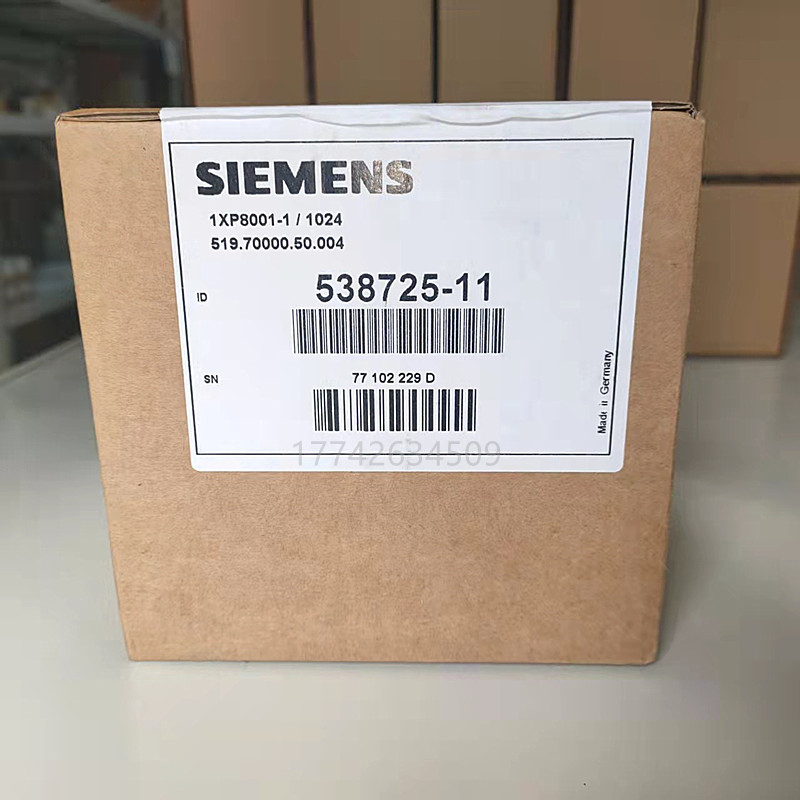 SIEMENS
1XP8001-1 / 1024
519.70000.50.004
ID
538725-11
SN
77 102 229 D
Made in Germany
17742634509